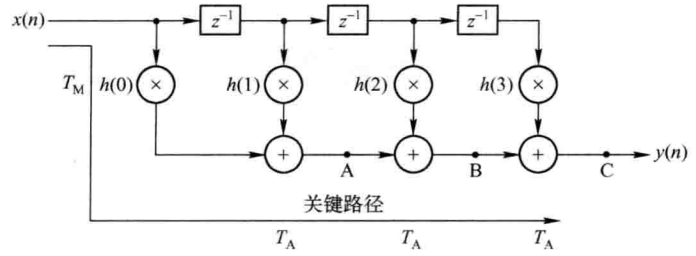 x(n) z⁻¹ z⁻¹ z⁻¹
T_M h(0) × h(1) × h(2) × h(3) ×
+ + + y(n)
A B C
关键路径
T_A T_A T_A